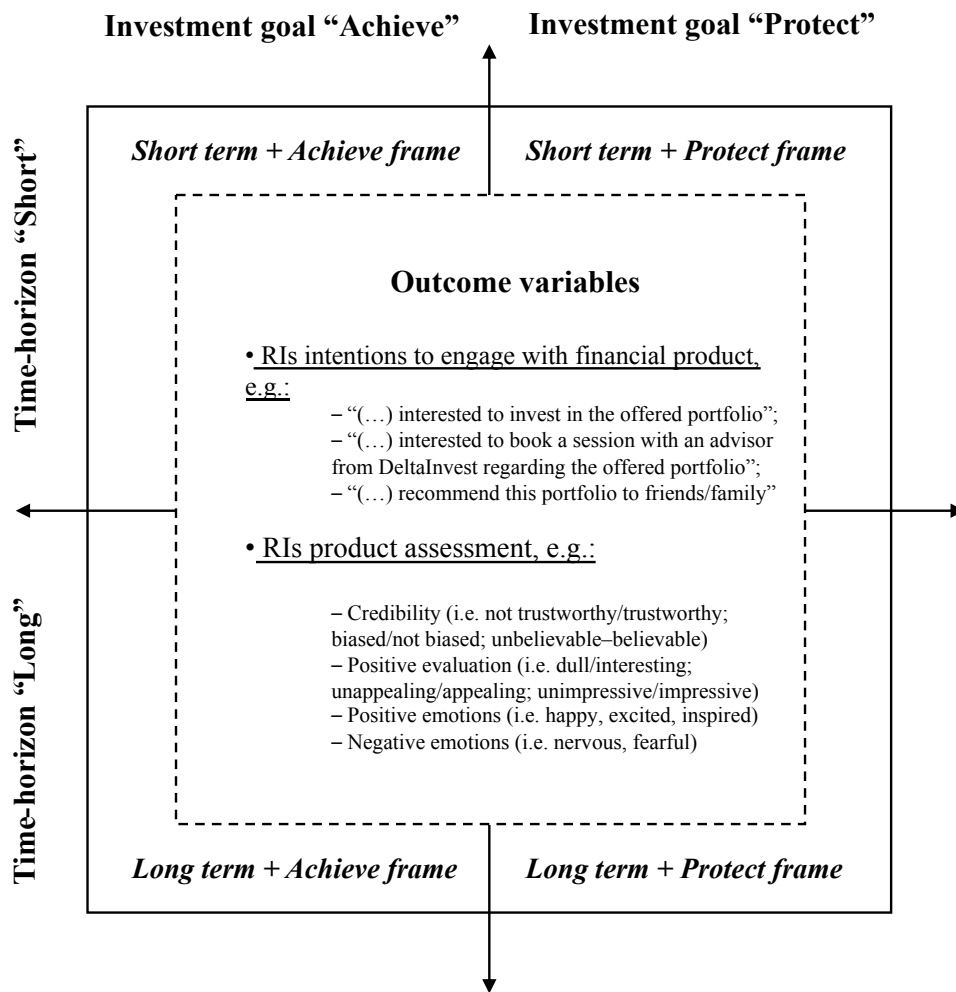 Investment goal “Achieve”
Investment goal “Protect”
Time-horizon “Short”
Short term + Achieve frame
Short term + Protect frame
Outcome variables
• RIs intentions to engage with financial product,
e.g.:
– “(…) interested to invest in the offered portfolio”;
– “(…) interested to book a session with an advisor
from DeltaInvest regarding the offered portfolio”;
– “(…) recommend this portfolio to friends/family”
• RIs product assessment, e.g.:
– Credibility (i.e. not trustworthy/trustworthy;
biased/not biased; unbelievable–believable)
– Positive evaluation (i.e. dull/interesting;
unappealing/appealing; unimpressive/impressive)
– Positive emotions (i.e. happy, excited, inspired)
– Negative emotions (i.e. nervous, fearful)
Time-horizon “Long”
Long term + Achieve frame
Long term + Protect frame